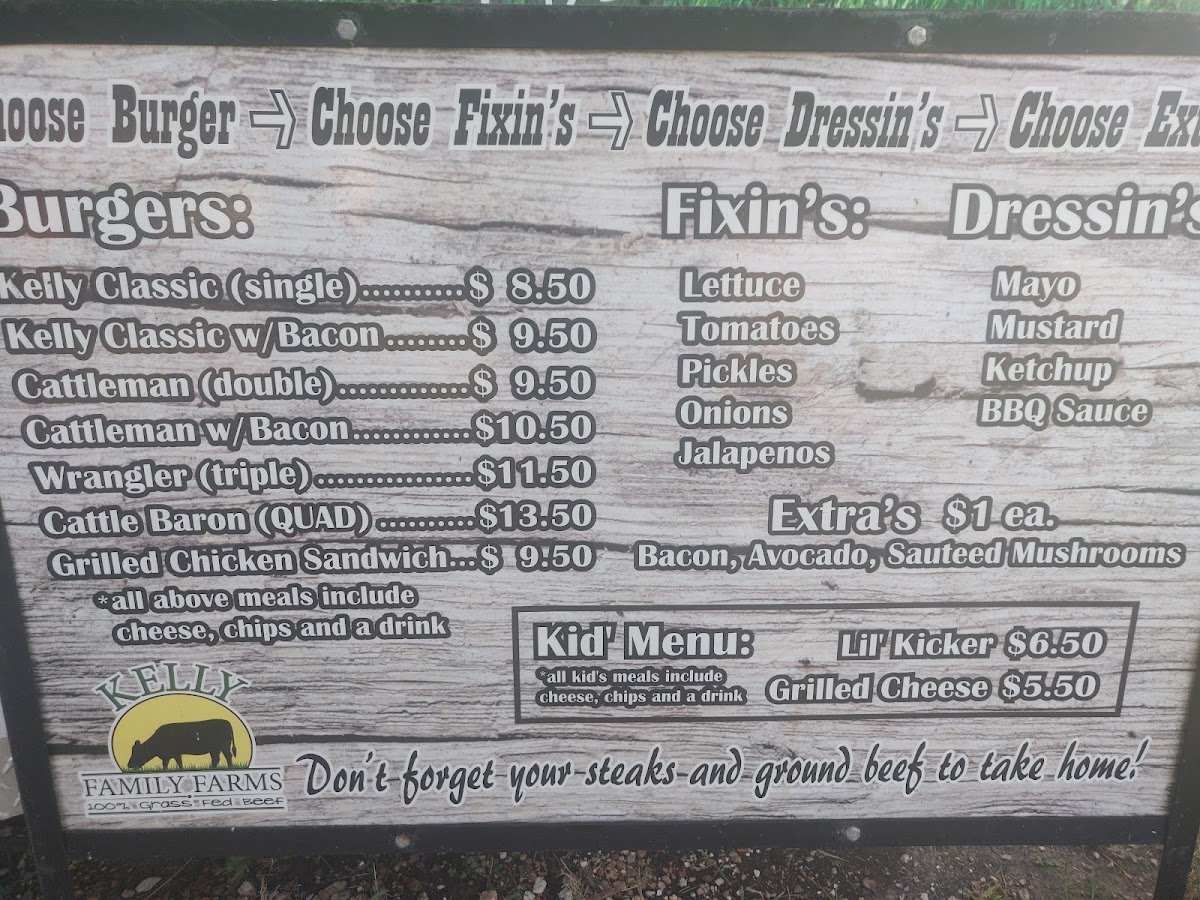 hoose Burger → Choose Fixin's → Choose Dressin's → Choose Ext
Burgers:
Kelly Classic (single)..........$ 8.50
Kelly Classic w/Bacon........$ 9.50
Cattleman (double).............$ 9.50
Cattleman w/Bacon............$10.50
Wrangler (triple)................$11.50
Cattle Baron (QUAD)..........$13.50
Grilled Chicken Sandwich...$ 9.50
*all above meals include
cheese, chips and a drink
Fixin's:
Lettuce
Tomatoes
Pickles
Onions
Jalapenos
Dressin's
Mayo
Mustard
Ketchup
BBQ Sauce
Extra's $1 ea.
Bacon, Avocado, Sauteed Mushrooms
Kid' Menu:
*all kid's meals include
cheese, chips and a drink
Lil' Kicker $6.50
Grilled Cheese $5.50
KELLY
FAMILY FARMS
100% Grass Fed Beef
Don't forget your steaks and ground beef to take home!